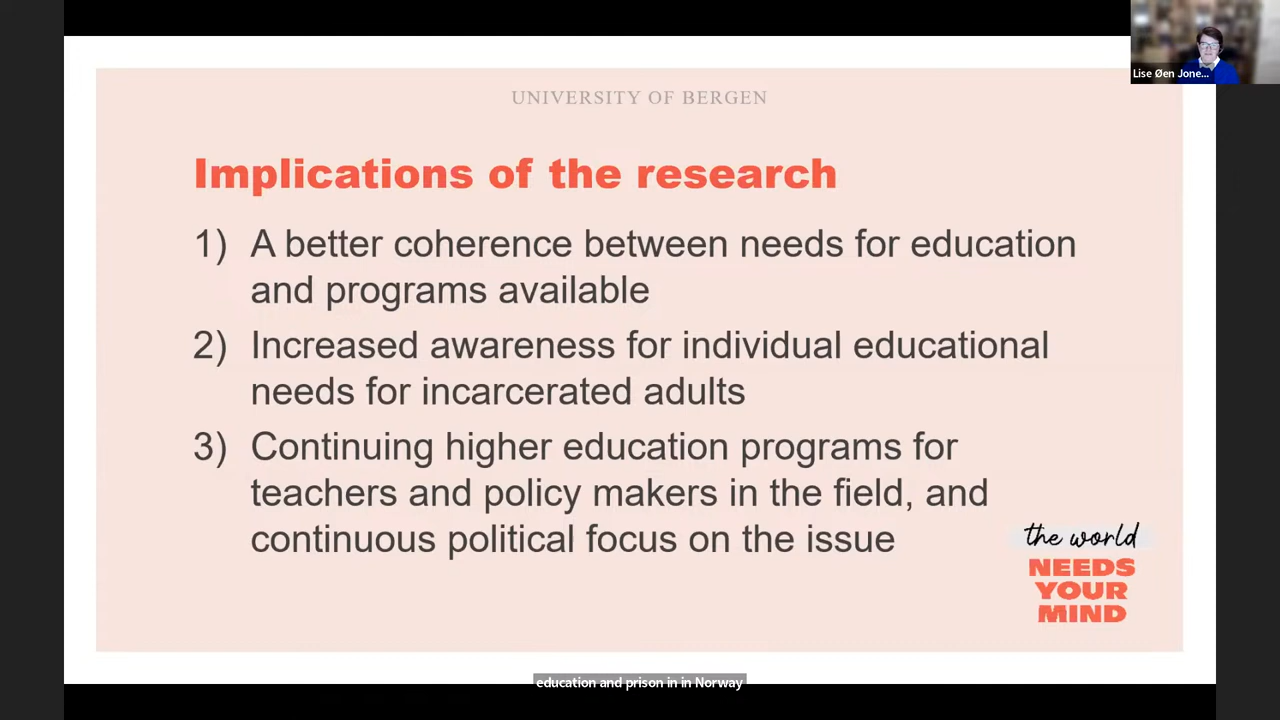 Lise Øen Jone...
UNIVERSITY OF BERGEN
Implications of the research
1) A better coherence between needs for education
and programs available
2) Increased awareness for individual educational
needs for incarcerated adults
3) Continuing higher education programs for
teachers and policy makers in the field, and
continuous political focus on the issue
the world
NEEDS
YOUR
MIND
education and prison in in Norway